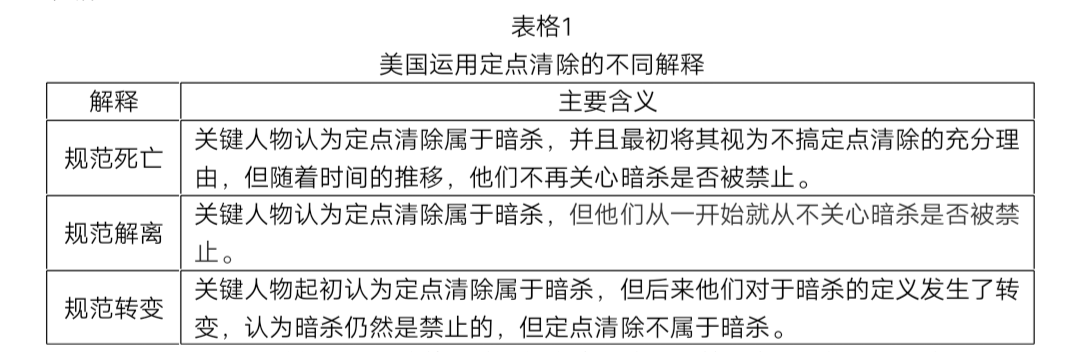 表格1
美国运用定点清除的不同解释
解释 主要含义
规范死亡 关键人物认为定点清除属于暗杀，并且最初将其视为不搞定点清除的充分理
由，但随着时间的推移，他们不再关心暗杀是否被禁止。
规范解离 关键人物认为定点清除属于暗杀，但他们从一开始就从不关心暗杀是否被禁
止。
规范转变 关键人物起初认为定点清除属于暗杀，但后来他们对于暗杀的定义发生了转
变，认为暗杀仍然是禁止的，但定点清除不属于暗杀。